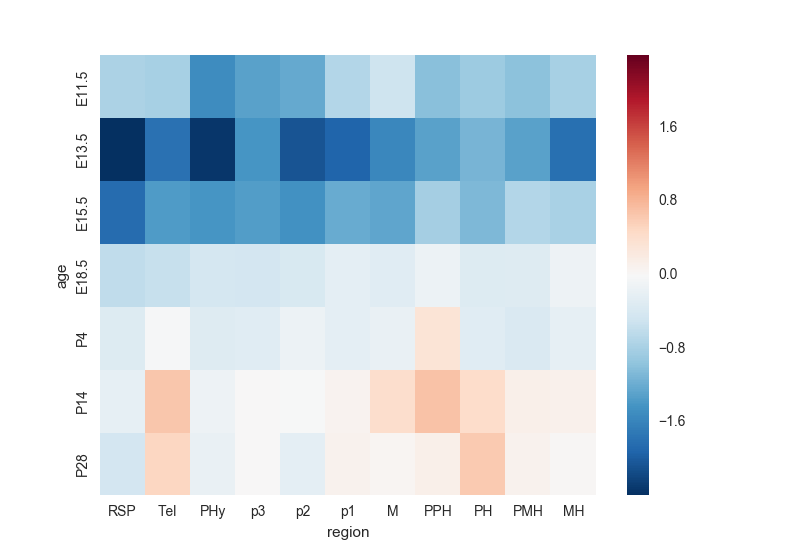 age
E11.5
E13.5
E15.5
E18.5
P4
P14
P28
RSP Tel PHy p3 p2 p1 M PPH PH PMH MH
region
1.6
0.8
0.0
−0.8
−1.6